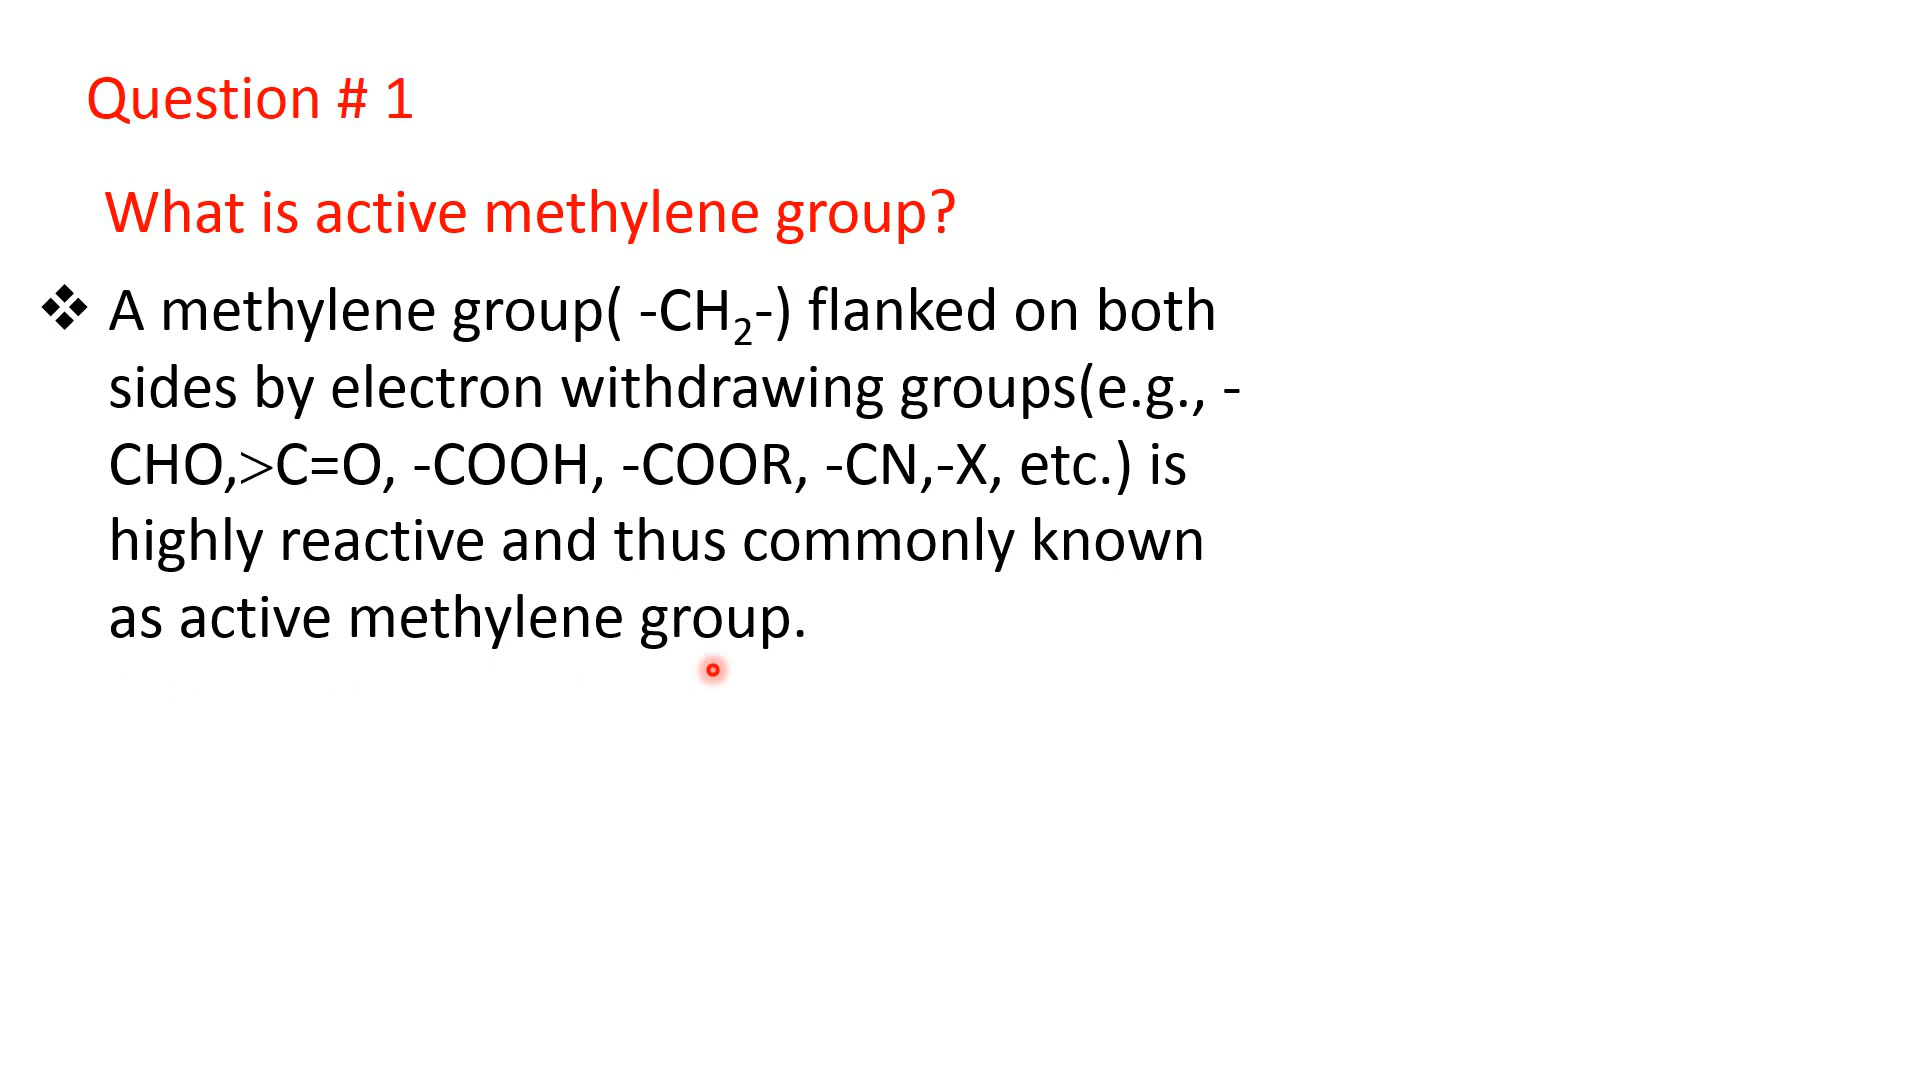 Question # 1
What is active methylene group?
❖ A methylene group( -CH₂-) flanked on both
sides by electron withdrawing groups(e.g., -
CHO,>C=O, -COOH, -COOR, -CN,-X, etc.) is
highly reactive and thus commonly known
as active methylene group.